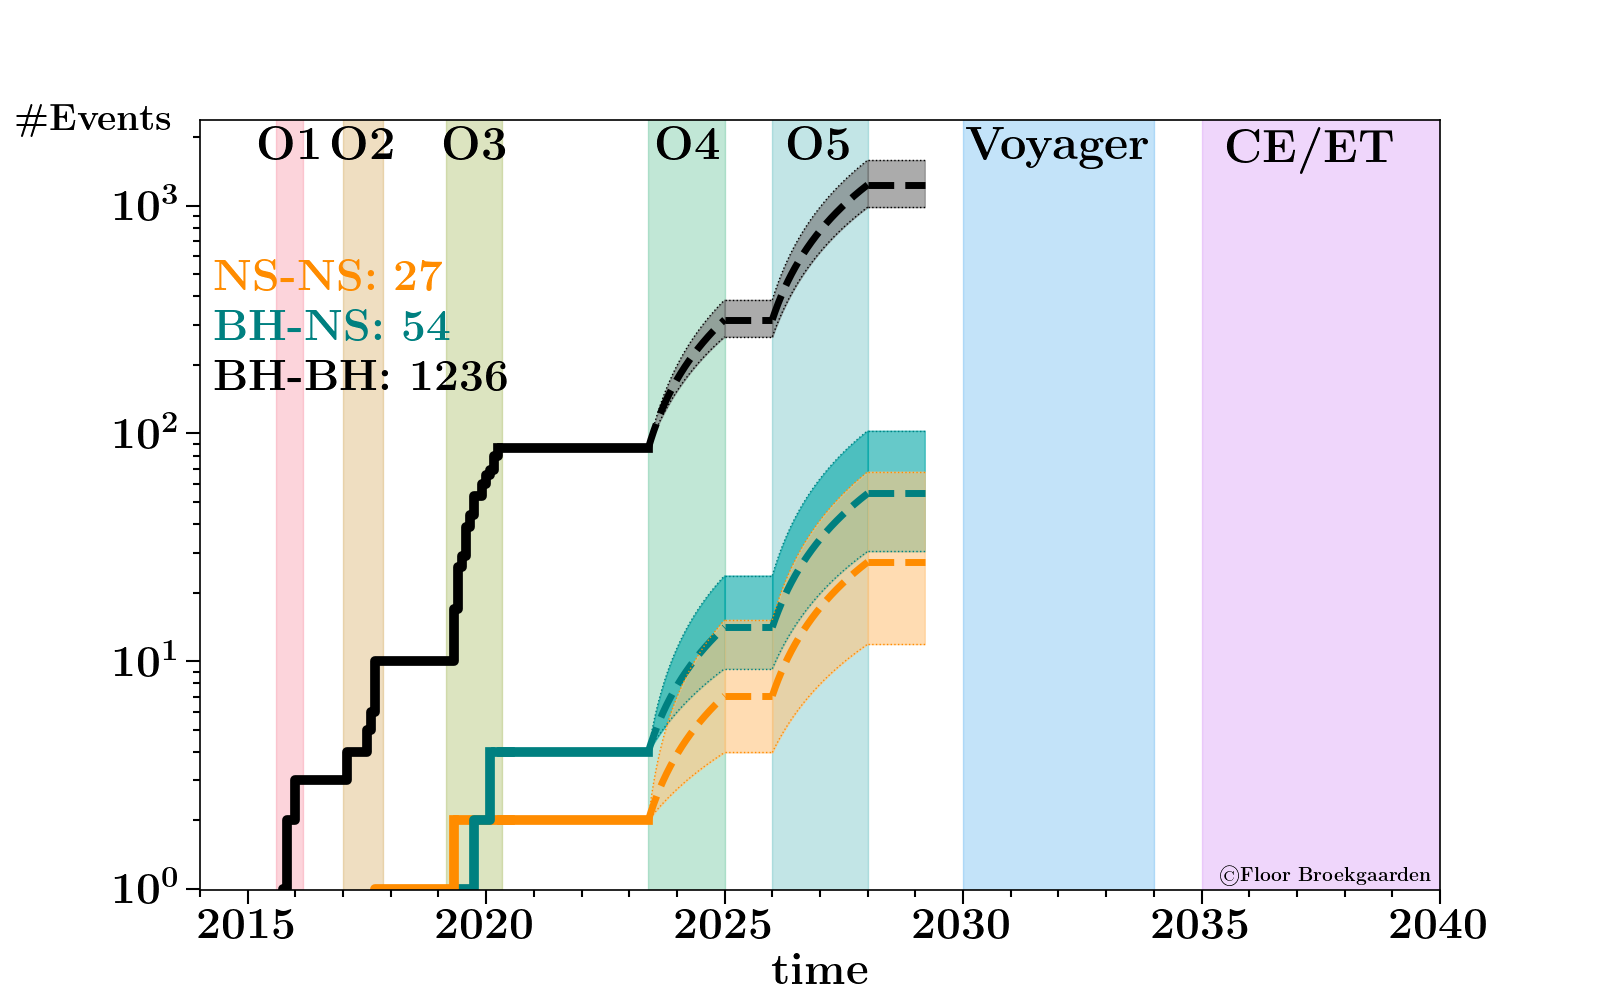 #Events
O1 O2 O3 O4 O5 Voyager CE/ET
10³
NS-NS: 27
BH-NS: 54
BH-BH: 1236
10²
10¹
10⁰
©Floor Broekgaarden
2015 2020 2025 2030 2035 2040
time